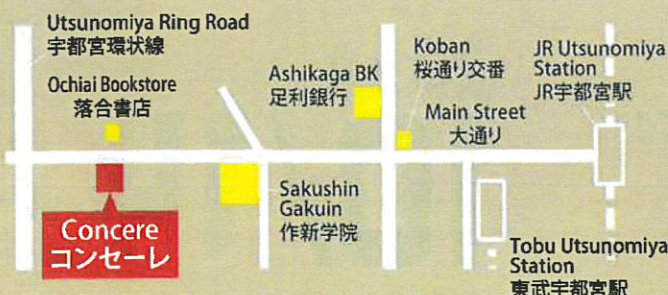 Utsunomiya Ring Road
宇都宮環状線
Ochiai Bookstore
落合書店
Ashikaga BK
足利銀行
Koban
桜通り交番
Main Street
大通り
JR Utsunomiya
Station
JR宇都宮駅
Concere
コンセーレ
Sakushin
Gakuin
作新学院
Tobu Utsunomiya
Station
東武宇都宮駅